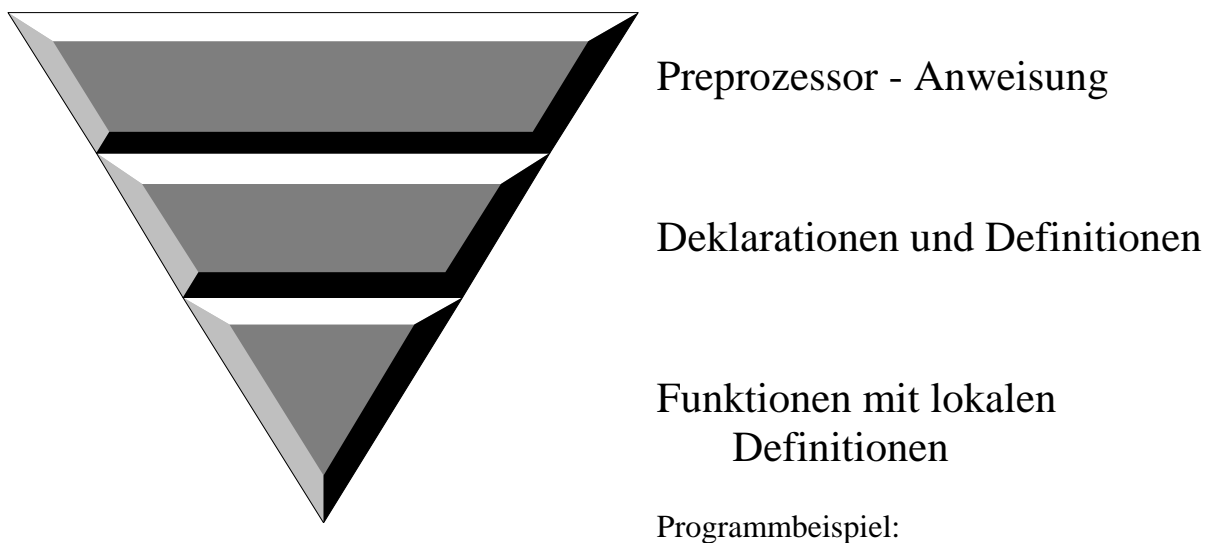 Preprozessor - Anweisung
Deklarationen und Definitionen
Funktionen mit lokalen
Definitionen
Programmbeispiel: